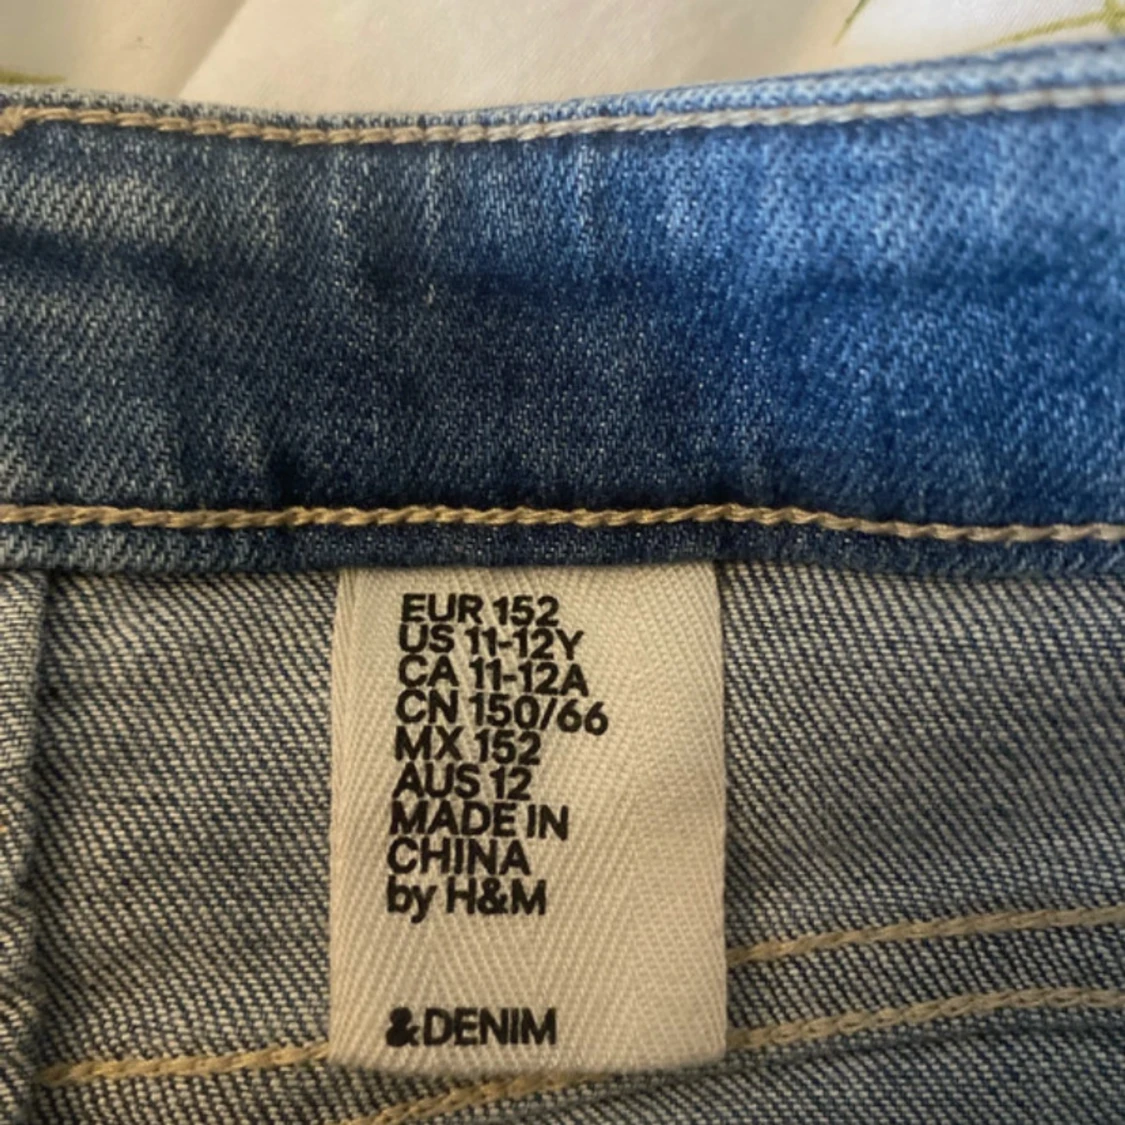 EUR 152
US 11-12Y
CA 11-12A
CN 150/66
MX 152
AUS 12
MADE IN
CHINA
by H&M
&DENIM